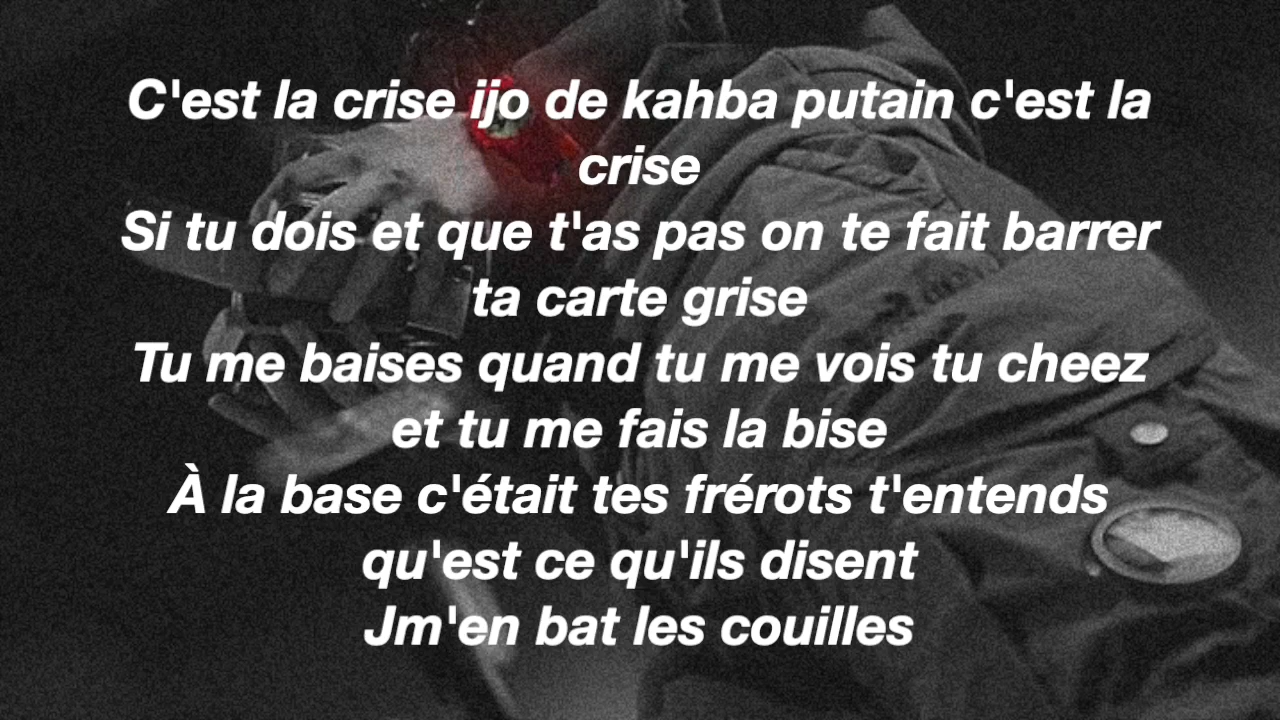 C'est la crise ijo de kahba putain c'est la
crise
Si tu dois et que t'as pas on te fait barrer
ta carte grise
Tu me baises quand tu me vois tu cheez
et tu me fais la bise
À la base c'était tes frérots t'entends
qu'est ce qu'ils disent
Jm'en bat les couilles